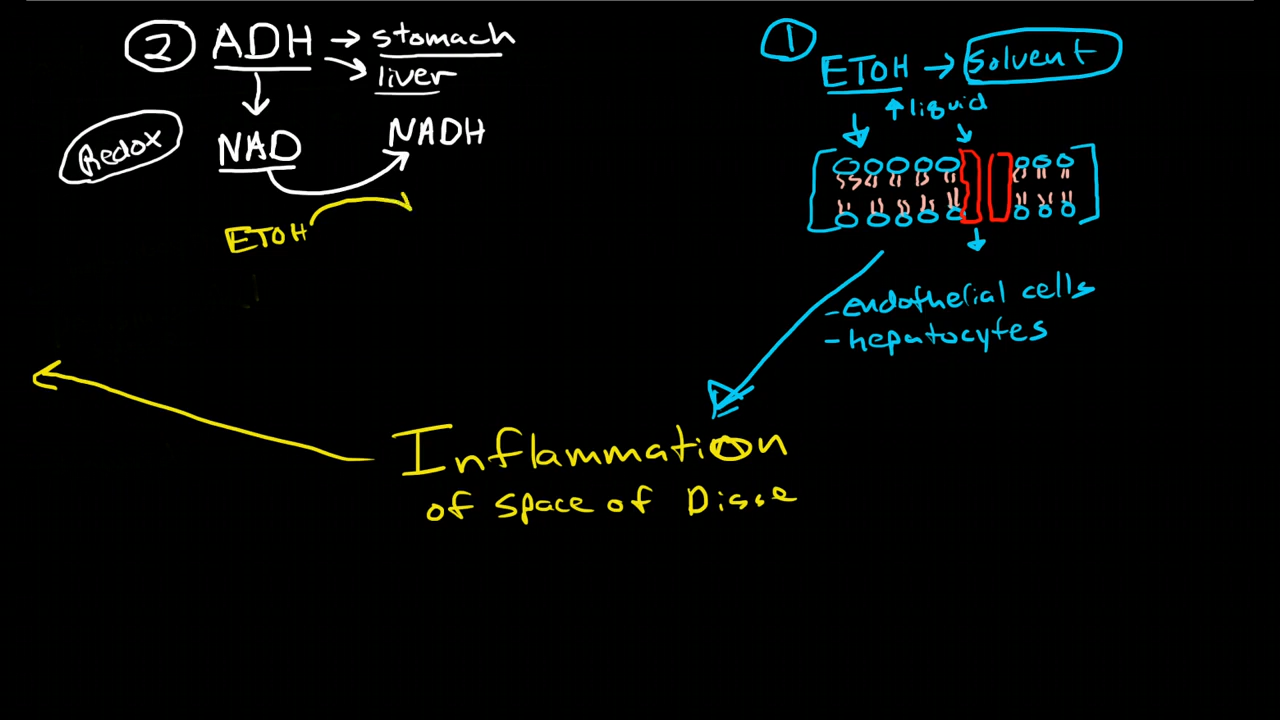 ② ADH → stomach
liver
Redox
NAD
NADH
ETOH
① ETOH → Solvent
↑ liquid
- endothelial cells
- hepatocytes
Inflammation
of space of Disse